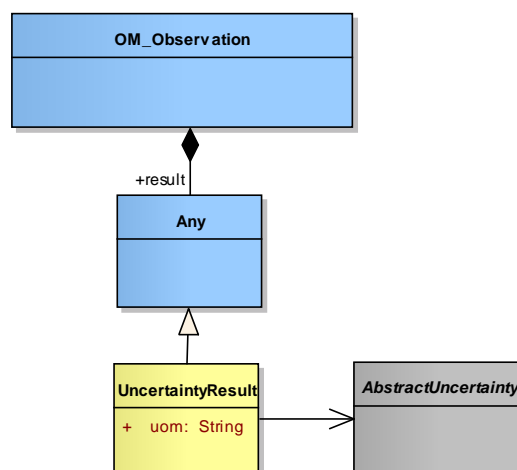 OM_Observation
+result
Any
UncertaintyResult
+ uom: String
AbstractUncertainty